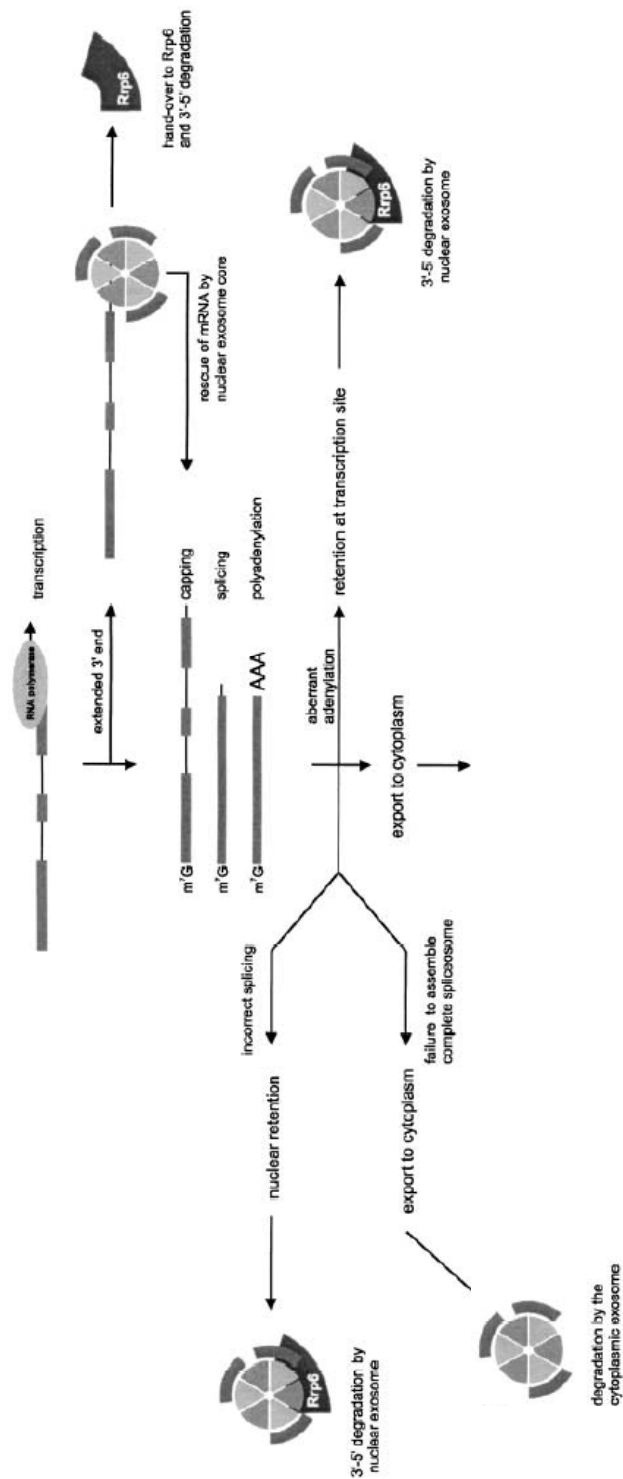 RNA polymerase
transcription
extended 3' end
Rrp6
hand-over to Rrp6
and 3'-5' degradation
rescue of mRNA by
nuclear exosome core
m⁷G
capping
m⁷G
splicing
m⁷G
AAA
polyadenylation
incorrect splicing
nuclear retention
Rrp6
3'-5' degradation by
nuclear exosome
failure to assemble
complete spliceosome
export to cytoplasm
degradation by the
cytoplasmic exosome
aberrant
adenylation
retention at transcription site
Rrp6
3'-5' degradation by
nuclear exosome
export to cytoplasm